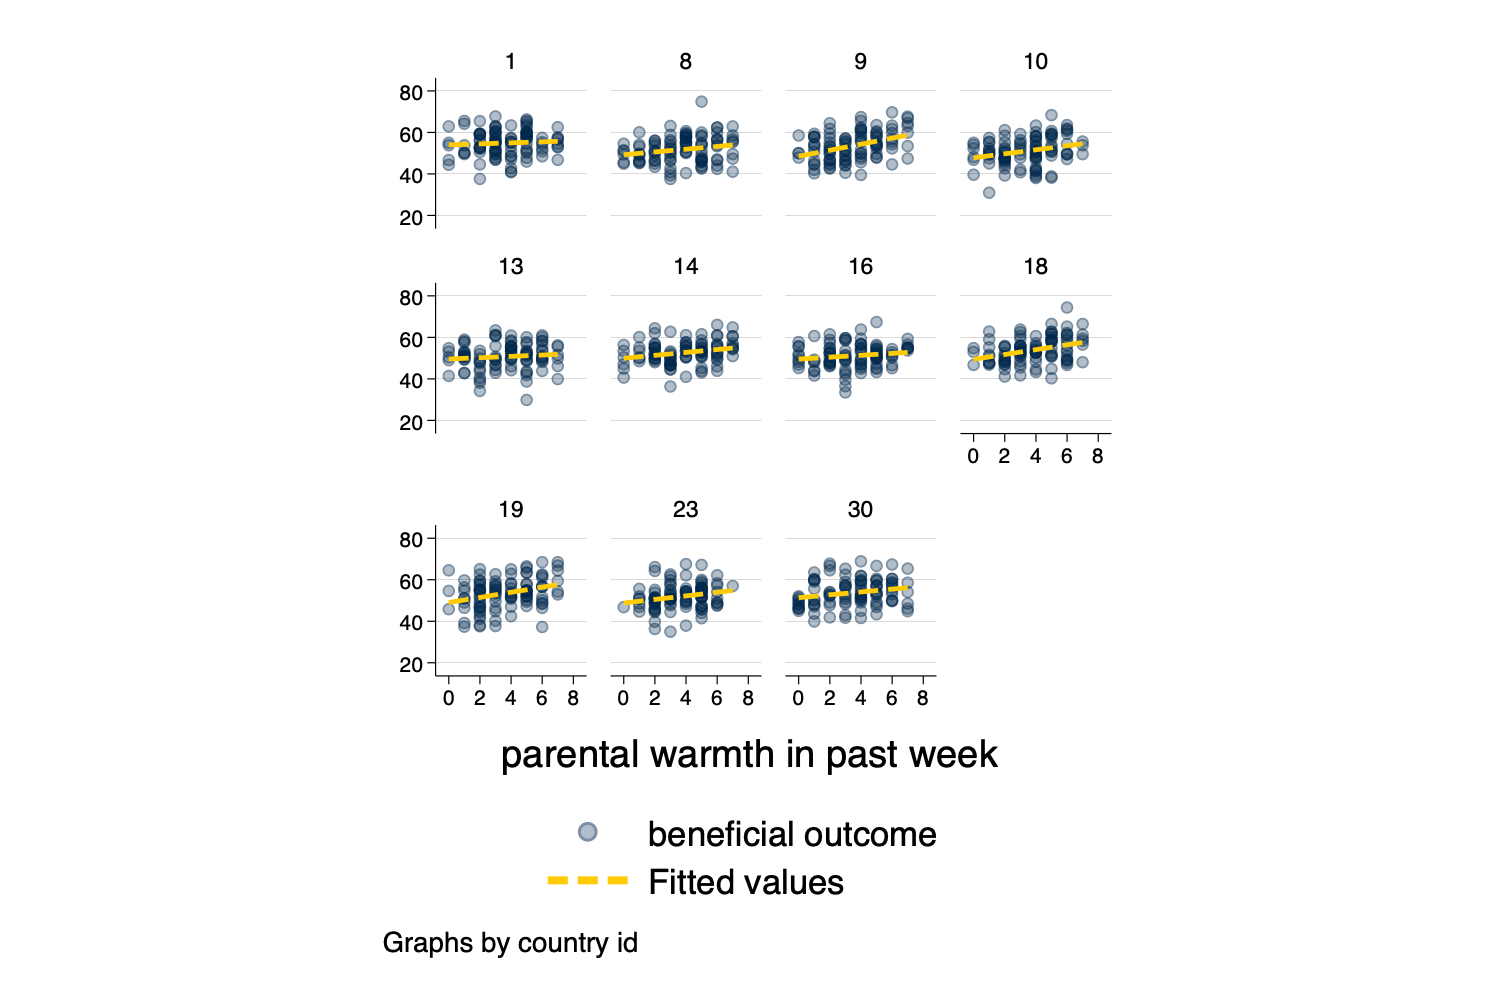 1 8 9 10
80
60
40
20
13 14 16 18
80
60
40
20
0 2 4 6 8
19 23 30
80
60
40
20
0 2 4 6 8 0 2 4 6 8 0 2 4 6 8
parental warmth in past week
beneficial outcome
Fitted values
Graphs by country id